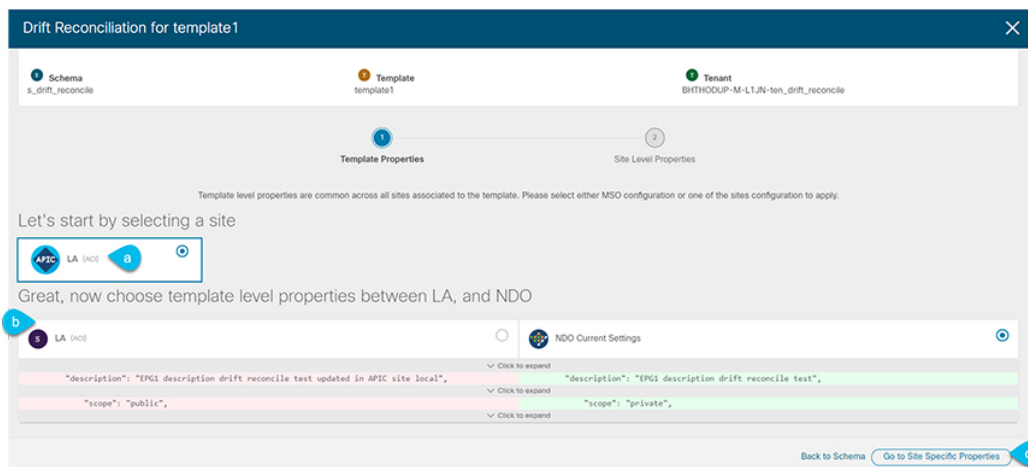 Drift Reconciliation for template1
S Schema
s_drift_reconcile
T Template
template1
T Tenant
BHTHODUP-M-L1JN-ten_drift_reconcile
1
Template Properties
2
Site Level Properties
Template level properties are common across all sites associated to the template. Please select either MSO configuration or one of the sites configuration to apply.
Let's start by selecting a site
APIC LA (ACI) a
Great, now choose template level properties between LA, and NDO
b
S LA (ACI)
NDO Current Settings
Click to expand
"description": "EPG1 description drift reconcile test updated in APIC site local", "description": "EPG1 description drift reconcile test",
Click to expand
"scope": "public", "scope": "private",
Click to expand
Back to Schema Go to Site Specific Properties